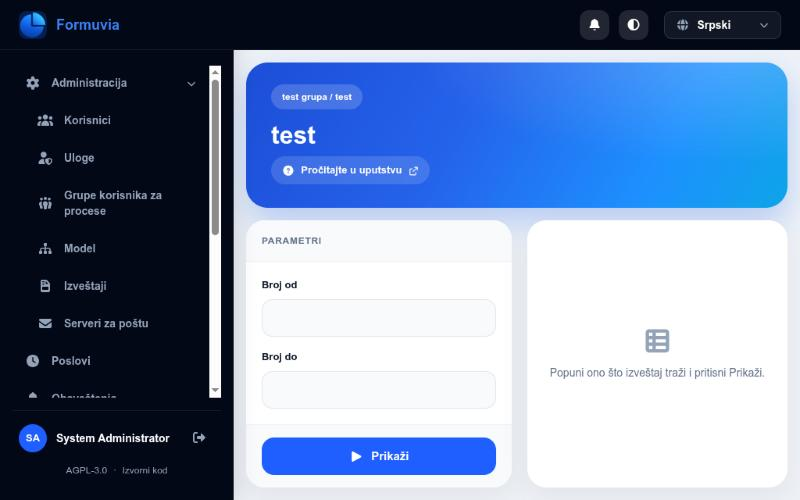 Formuvia
Srpski
Administracija
Korisnici
Uloge
Grupe korisnika za
procese
Model
Izveštaji
Serveri za poštu
Poslovi
Obaveštenja
SA
System Administrator
AGPL-3.0 · Izvorni kod
test grupa / test
test
Pročitajte u uputstvu
PARAMETRI
Broj od
Broj do
Prikaži
Popuni ono što izveštaj traži i pritisni Prikaži.